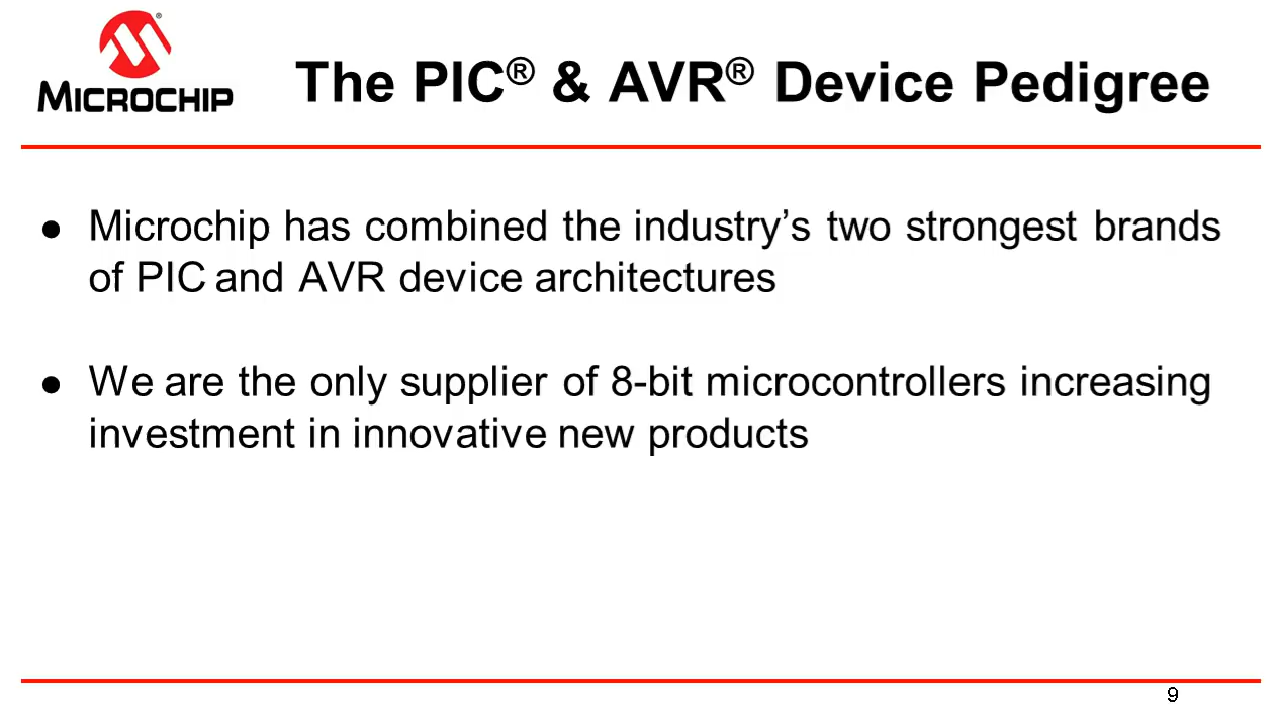 MICROCHIP
The PIC® & AVR® Device Pedigree
● Microchip has combined the industry’s two strongest brands
of PIC and AVR device architectures
● We are the only supplier of 8-bit microcontrollers increasing
investment in innovative new products
9